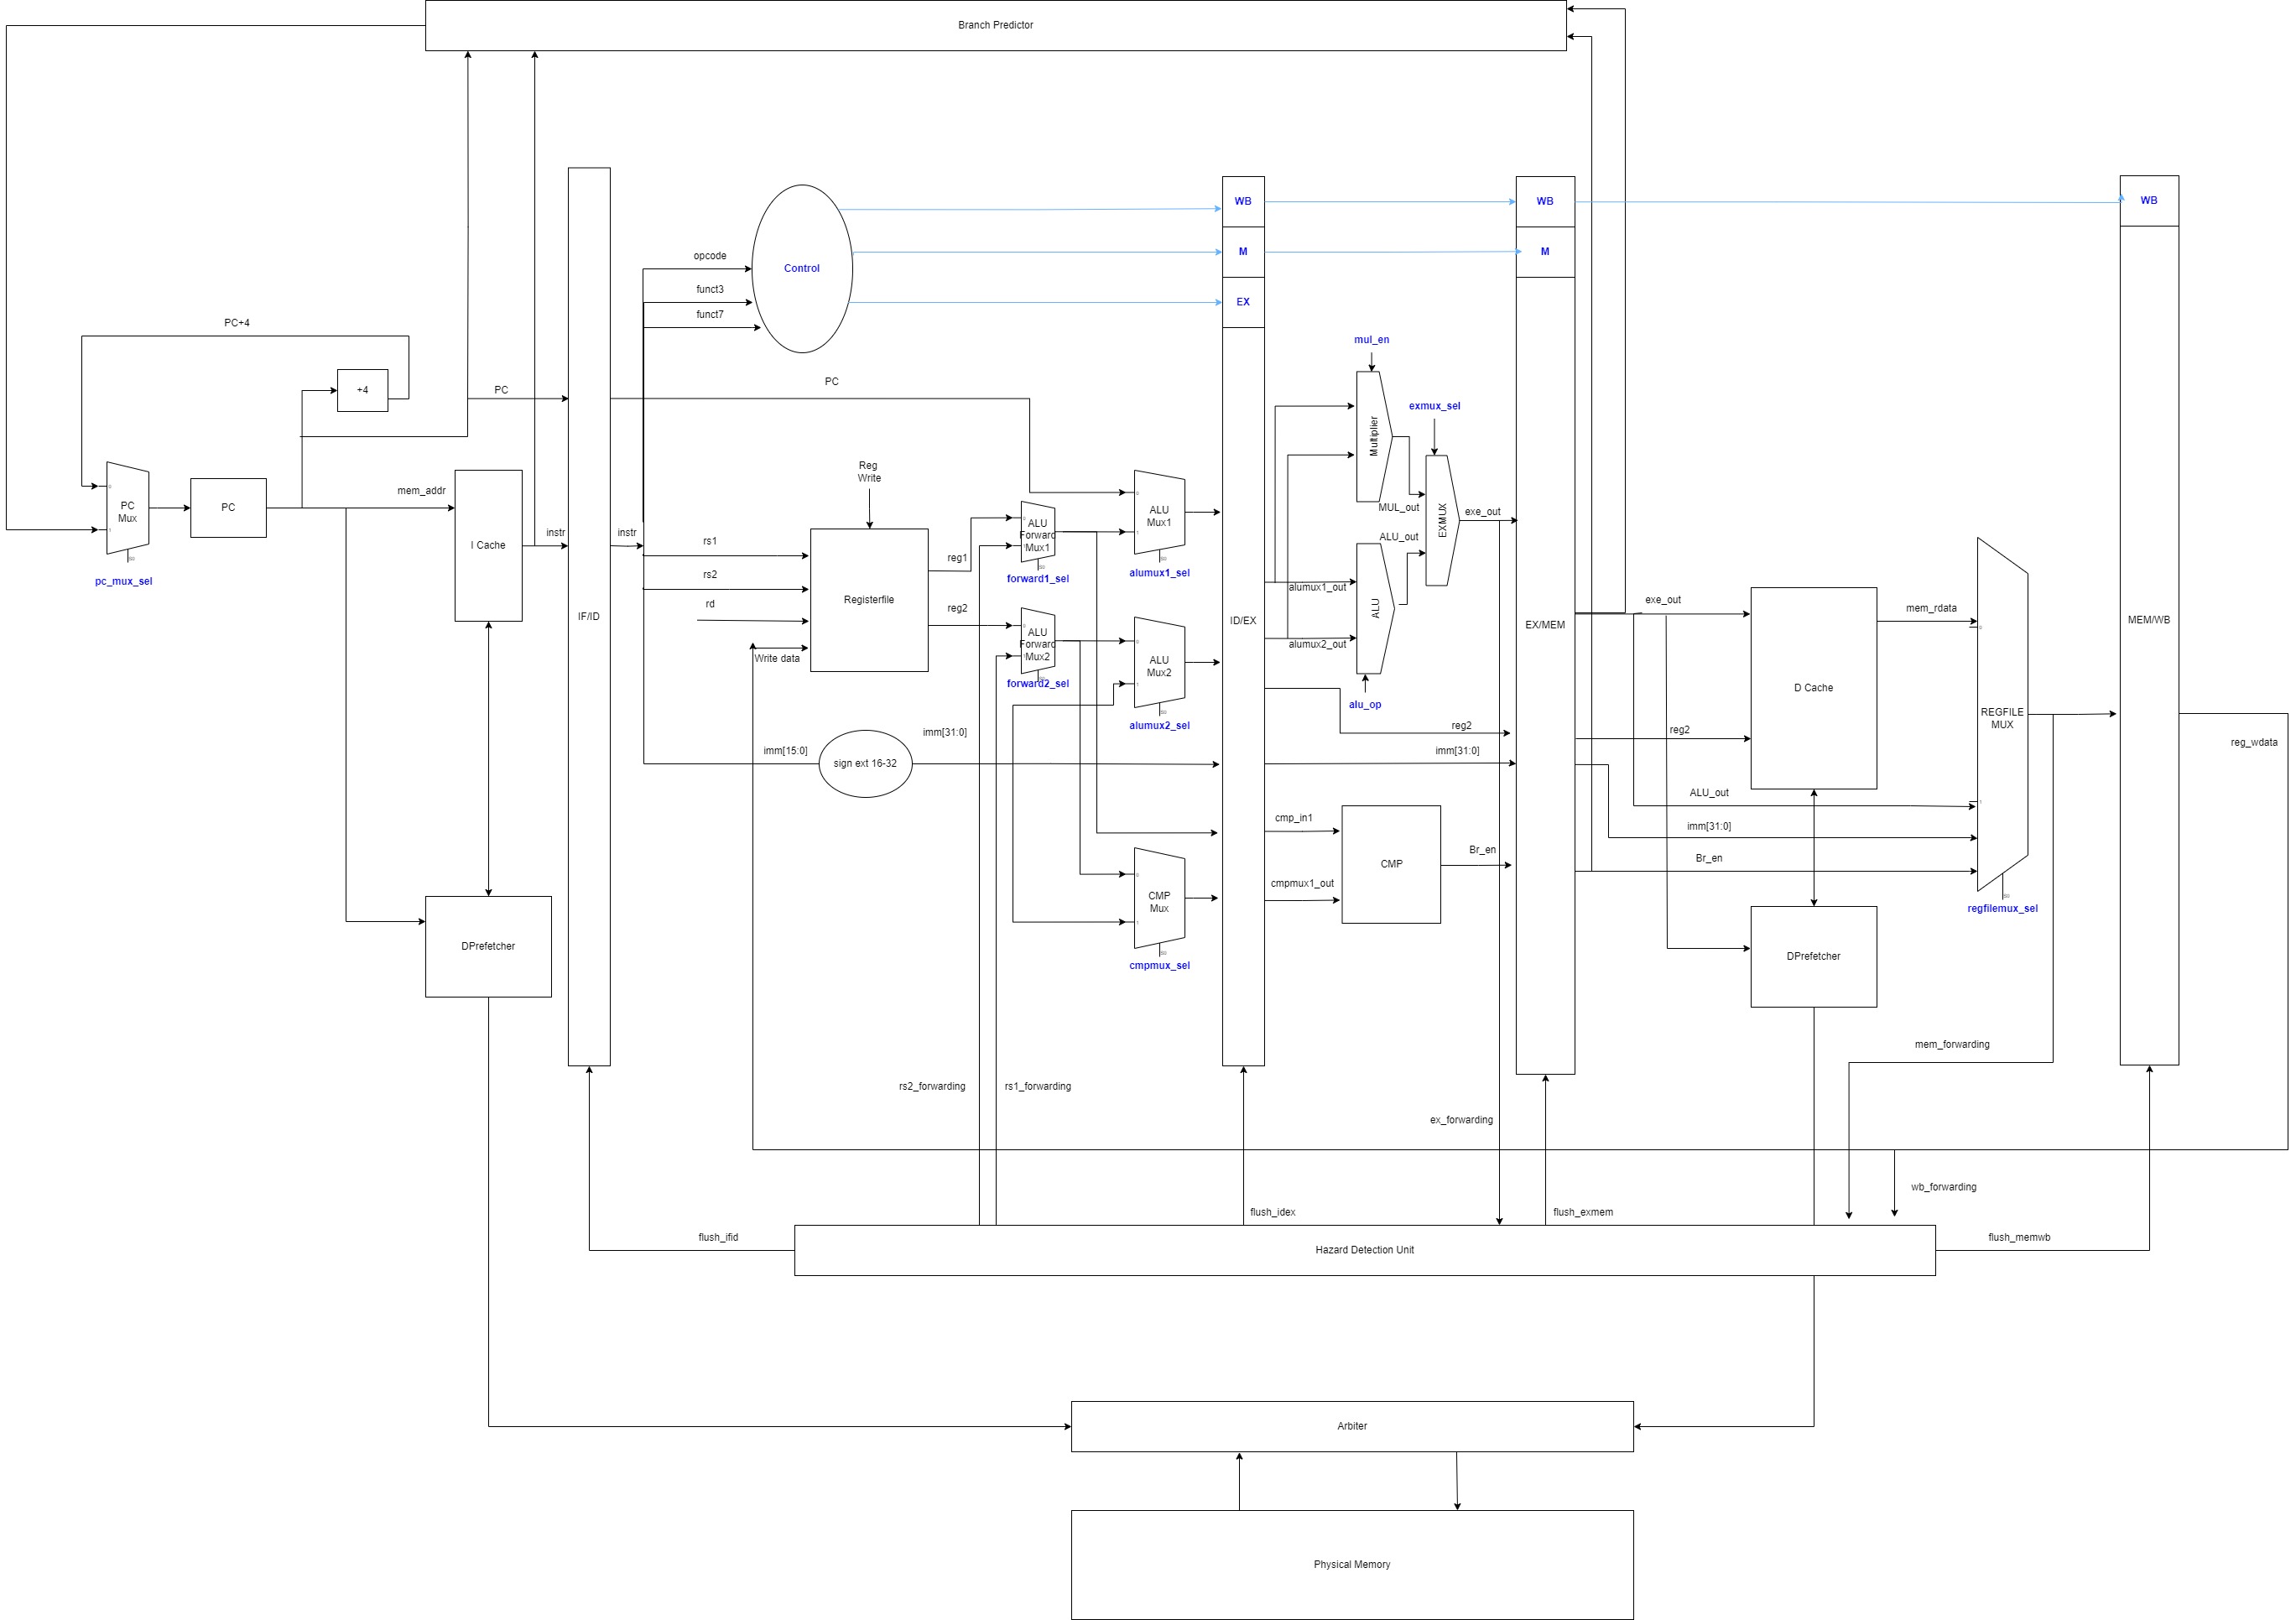 Branch Predictor
WB
WB
WB
M
M
EX
Control
opcode
funct3
funct7
PC+4
+4
PC
PC
mul_en
Multiplier
exmux_sel
EXMUX
MUL_out
ALU_out
exe_out
PC
Mux
pc_mux_sel
PC
mem_addr
I Cache
instr
instr
IF/ID
rs1
rs2
rd
Write data
Reg
Write
Registerfile
reg1
reg2
ALU
Forward
Mux1
forward1_sel
ALU
Forward
Mux2
forward2_sel
ALU
Mux1
alumux1_sel
ALU
Mux2
alumux2_sel
ID/EX
alumux1_out
alumux2_out
ALU
alu_op
EX/MEM
exe_out
reg2
reg2
D Cache
mem_rdata
REGFILE
MUX
MEM/WB
reg_wdata
imm[15:0]
sign ext 16-32
imm[31:0]
imm[31:0]
ALU_out
imm[31:0]
Br_en
cmp_in1
cmpmux1_out
CMP
Br_en
CMP
Mux
cmpmux_sel
regfilemux_sel
DPrefetcher
DPrefetcher
mem_forwarding
rs2_forwarding
rs1_forwarding
ex_forwarding
wb_forwarding
flush_ifid
flush_idex
flush_exmem
flush_memwb
Hazard Detection Unit
Arbiter
Physical Memory